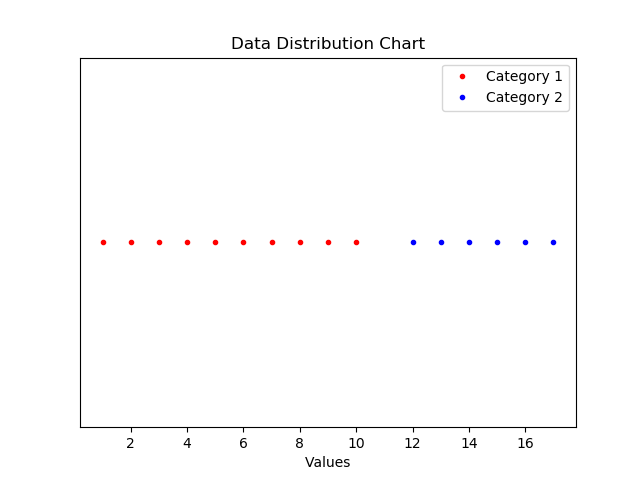 Data Distribution Chart
Category 1
Category 2
2 4 6 8 10 12 14 16
Values